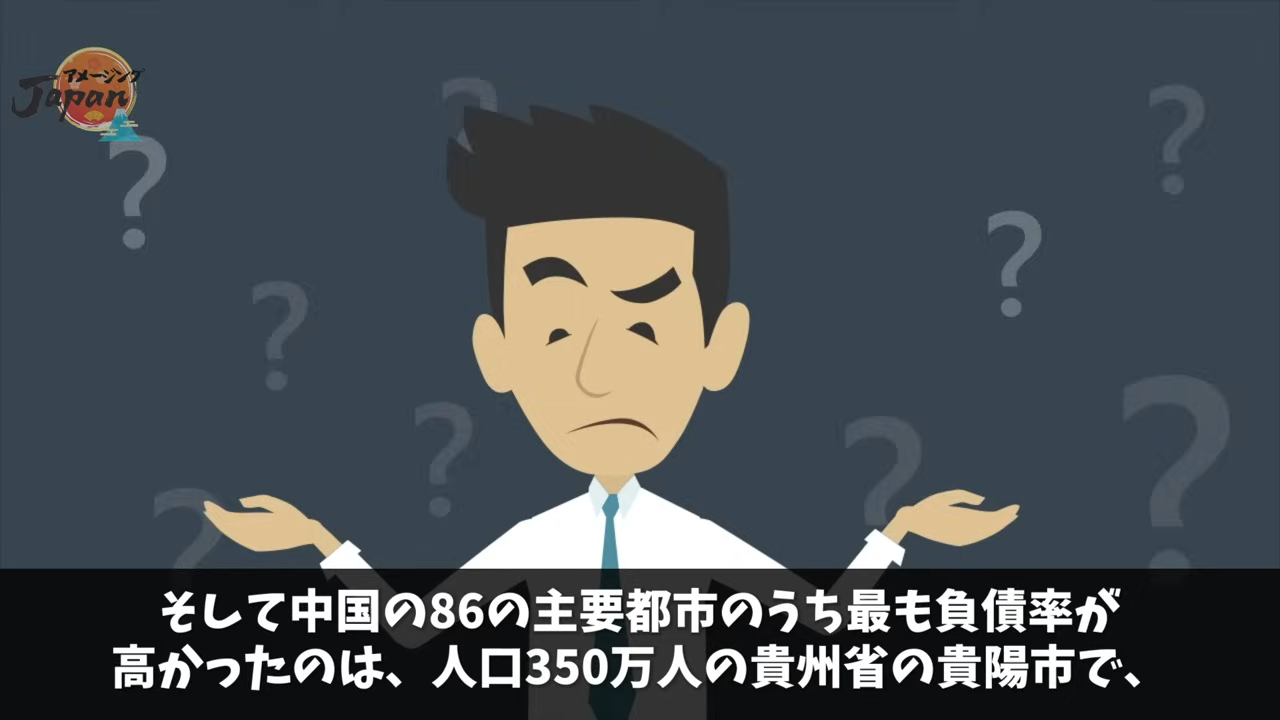 アメージング
Japan
そして中国の86の主要都市のうち最も負債率が
高かったのは、人口350万人の貴州省の貴陽市で、